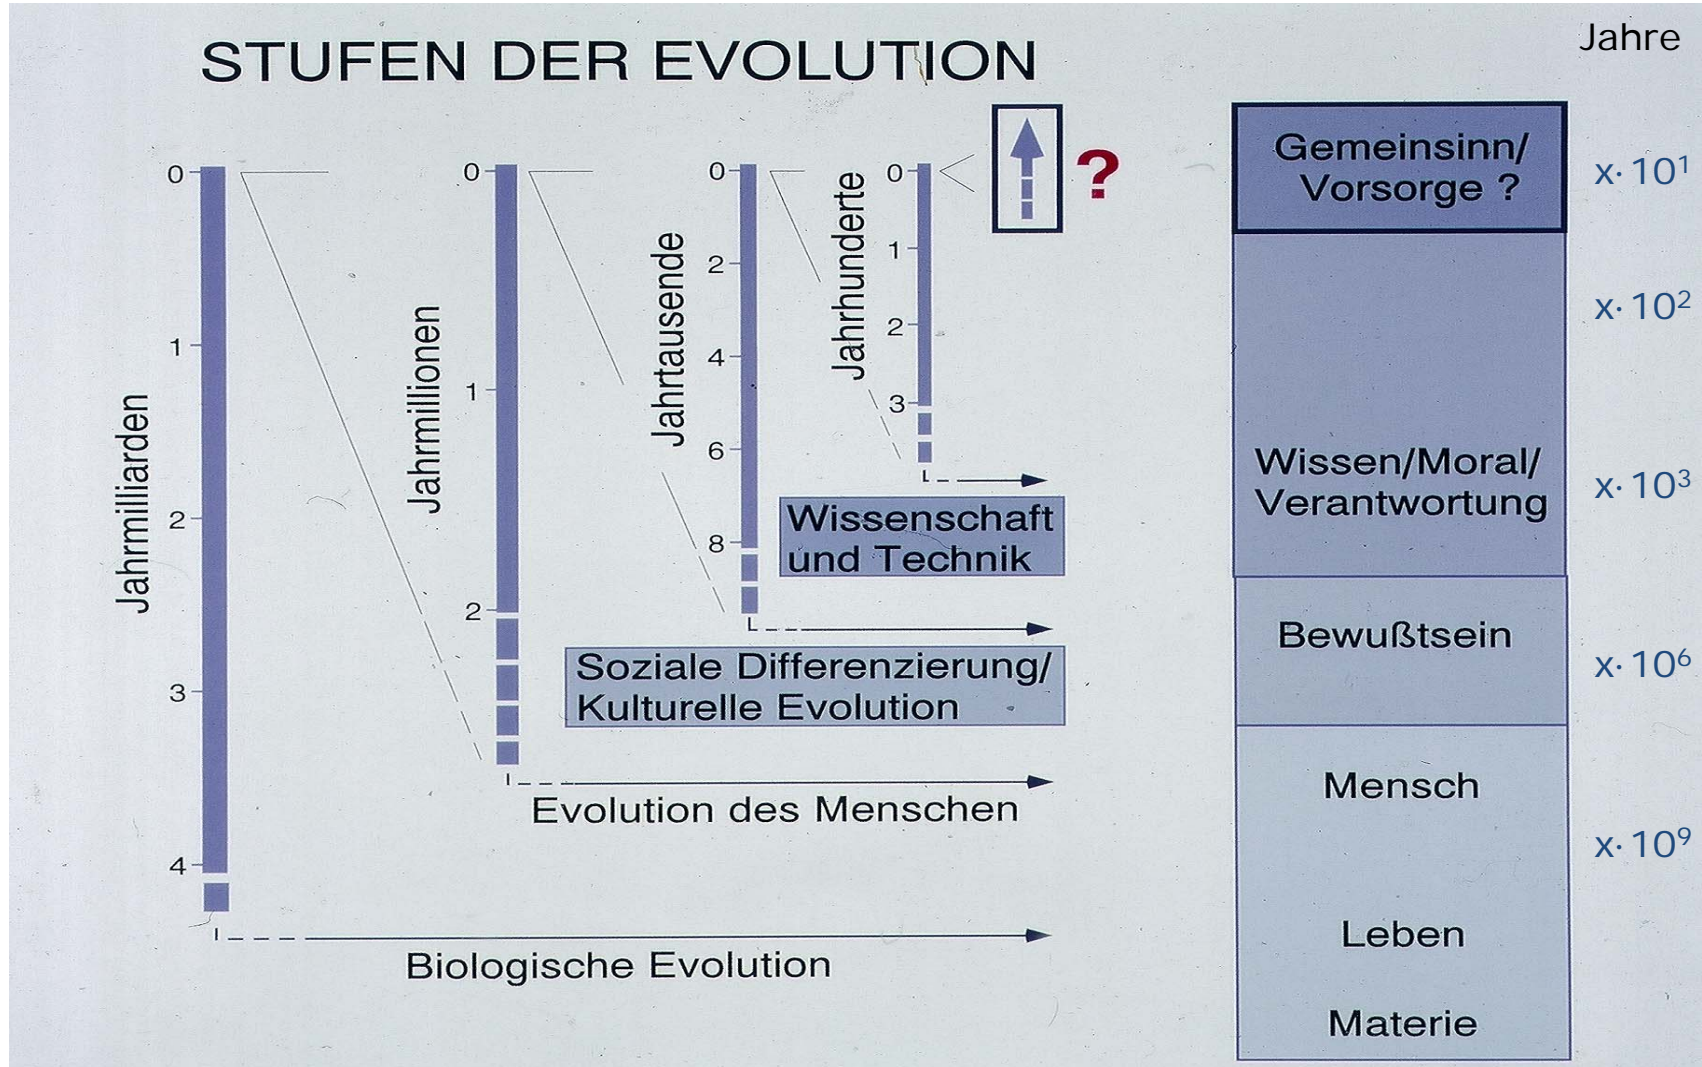 Jahre
STUFEN DER EVOLUTION
Jahrmilliarden
0
1
2
3
4
Jahrmillionen
0
1
2
Jahrtausende
0
2
4
6
8
Jahrhunderte
0
1
2
3
?
Wissenschaft
und Technik
Soziale Differenzierung/
Kulturelle Evolution
Evolution des Menschen
Biologische Evolution
Gemeinsinn/
Vorsorge ?
Wissen/Moral/
Verantwortung
Bewußtsein
Mensch
Leben
Materie
x· 10¹
x· 10²
x· 10³
x· 10⁶
x· 10⁹